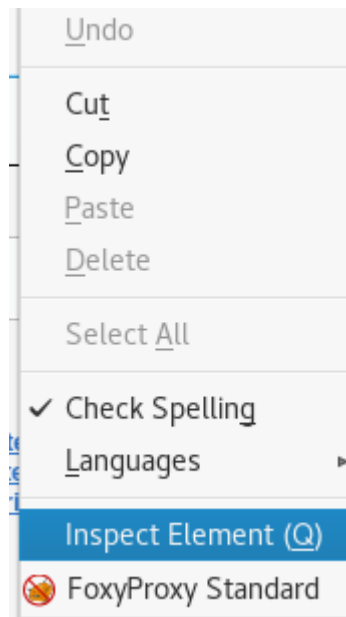 Undo
Cut
Copy
Paste
Delete
Select All
Check Spelling
Languages
Inspect Element (Q)
FoxyProxy Standard